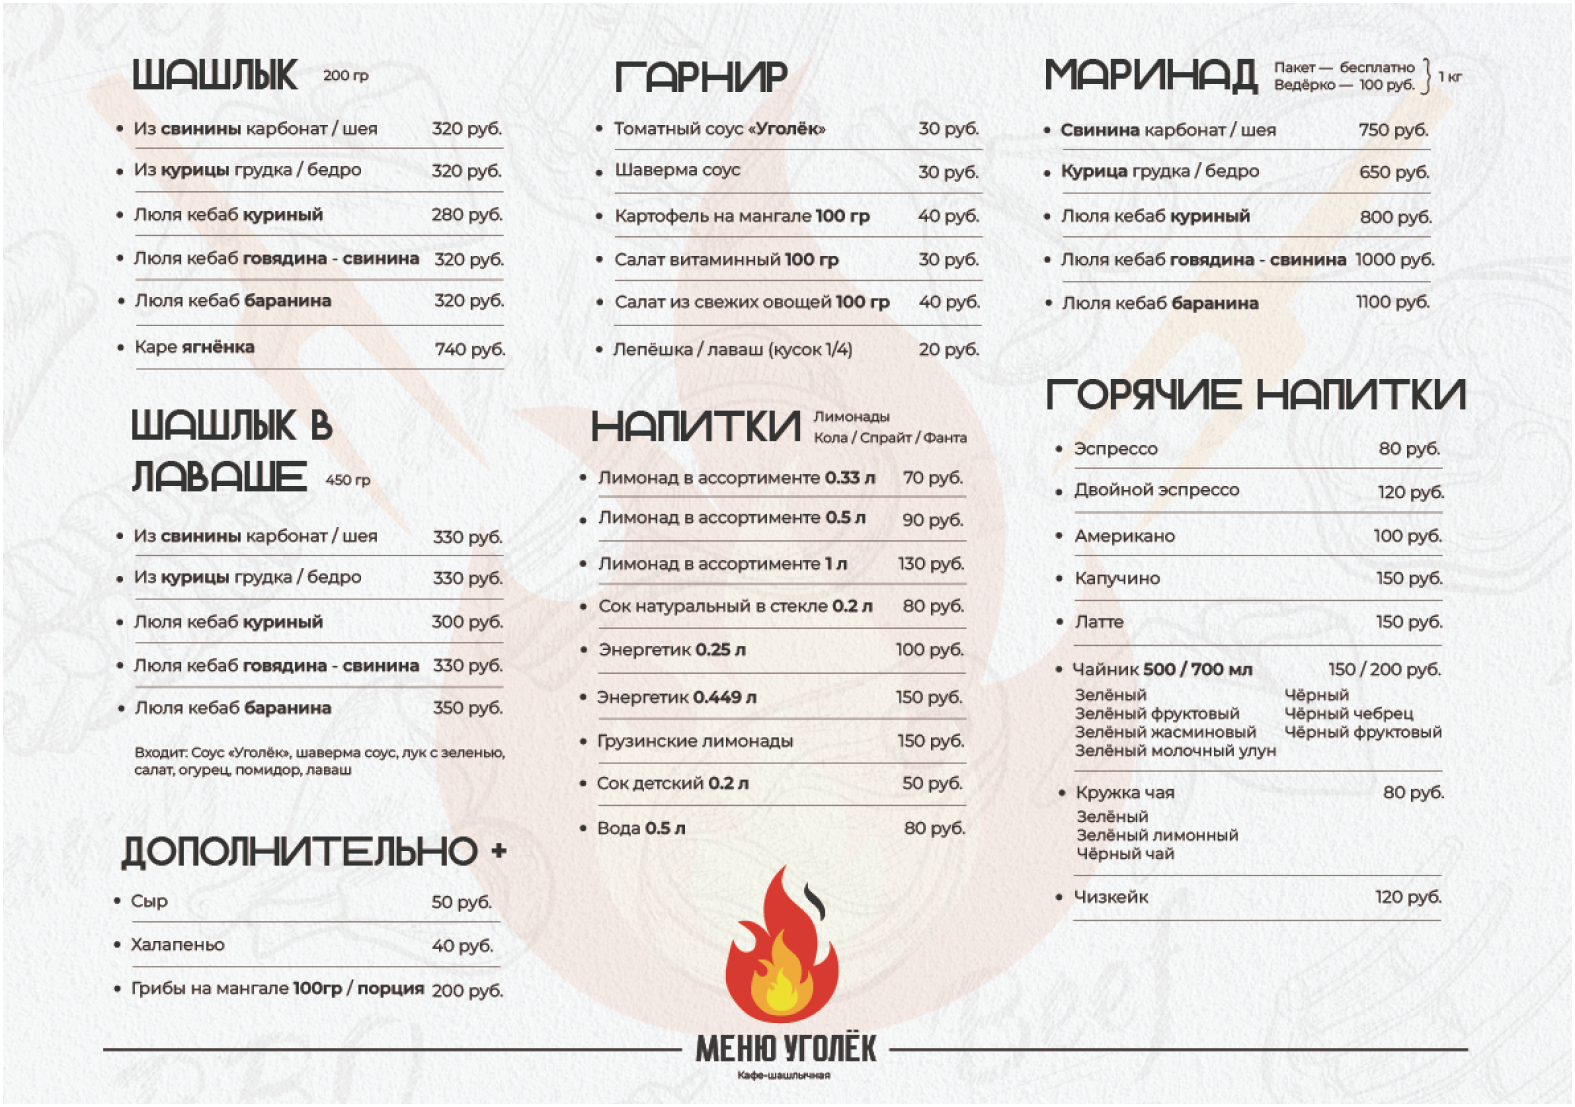 ШАШЛЫК 200 гр
• Из свинины карбонат / шея 320 руб.
• Из курицы грудка / бедро 320 руб.
• Люля кебаб куриный 280 руб.
• Люля кебаб говядина - свинина 320 руб.
• Люля кебаб баранина 320 руб.
• Каре ягнёнка 740 руб.
ШАШЛЫК В
ЛАВАШЕ 450 гр
• Из свинины карбонат / шея 330 руб.
• Из курицы грудка / бедро 330 руб.
• Люля кебаб куриный 300 руб.
• Люля кебаб говядина - свинина 330 руб.
• Люля кебаб баранина 350 руб.
Входит: Соус «Уголёк», шаверма соус, лук с зеленью,
салат, огурец, помидор, лаваш
ДОПОЛНИТЕЛЬНО +
• Сыр 50 руб.
• Халапеньо 40 руб.
• Грибы на мангале 100гр / порция 200 руб.
ГАРНИР
• Томатный соус «Уголёк» 30 руб.
• Шаверма соус 30 руб.
• Картофель на мангале 100 гр 40 руб.
• Салат витаминный 100 гр 30 руб.
• Салат из свежих овощей 100 гр 40 руб.
• Лепёшка / лаваш (кусок 1/4) 20 руб.
НАПИТКИ Лимонады
Кола / Спрайт / Фанта
• Лимонад в ассортименте 0.33 л 70 руб.
• Лимонад в ассортименте 0.5 л 90 руб.
• Лимонад в ассортименте 1 л 130 руб.
• Сок натуральный в стекле 0.2 л 80 руб.
• Энергетик 0.25 л 100 руб.
• Энергетик 0.449 л 150 руб.
• Грузинские лимонады 150 руб.
• Сок детский 0.2 л 50 руб.
• Вода 0.5 л 80 руб.
МАРИНАД Пакет — бесплатно
Ведёрко — 100 руб. } 1 кг
• Свинина карбонат / шея 750 руб.
• Курица грудка / бедро 650 руб.
• Люля кебаб куриный 800 руб.
• Люля кебаб говядина - свинина 1000 руб.
• Люля кебаб баранина 1100 руб.
ГОРЯЧИЕ НАПИТКИ
• Эспрессо 80 руб.
• Двойной эспрессо 120 руб.
• Американо 100 руб.
• Капучино 150 руб.
• Латте 150 руб.
• Чайник 500 / 700 мл 150 / 200 руб.
Зелёный Чёрный
Зелёный фруктовый Чёрный чебрец
Зелёный жасминовый Чёрный фруктовый
Зелёный молочный улун
• Кружка чая 80 руб.
Зелёный
Зелёный лимонный
Чёрный чай
• Чизкейк 120 руб.
МЕНЮ УГОЛЁК
Кафе-шашлычная